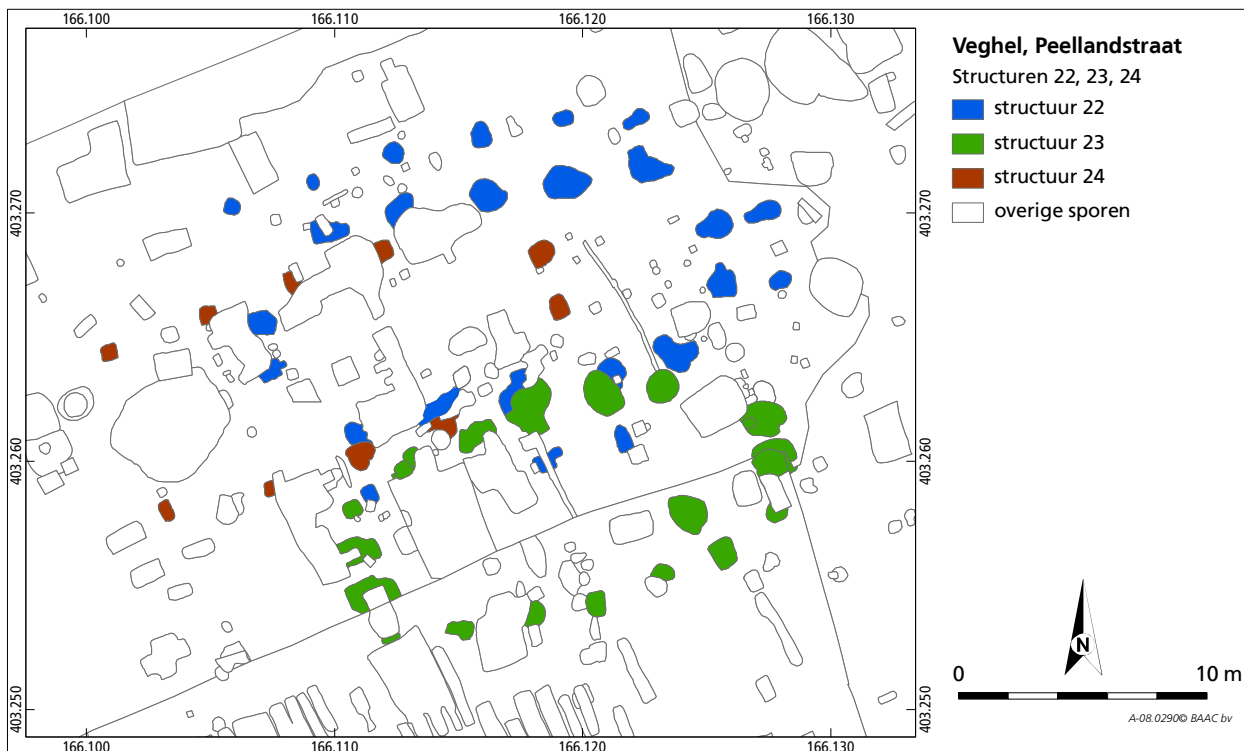 166.100 166.110 166.120 166.130
403.270 403.270
403.260 403.260
403.250 403.250
166.100 166.110 166.120 166.130
Veghel, Peellandstraat
Structuren 22, 23, 24
structuur 22
structuur 23
structuur 24
overige sporen
N
0 10 m
A-08.0290© BAAC bv